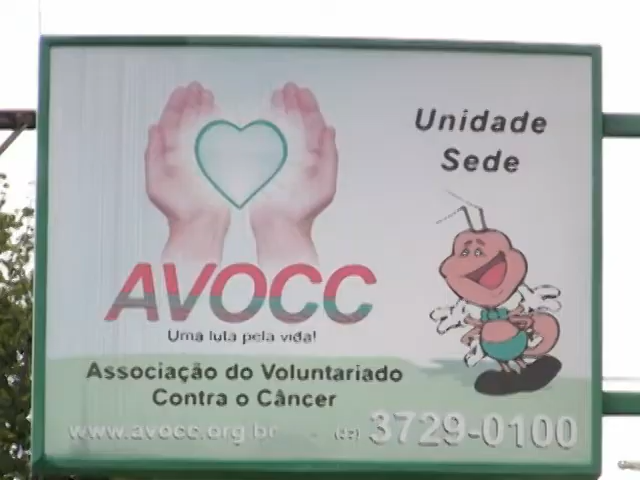 Unidade
Sede
AVOCC
Uma luta pela vida!
Associação do Voluntariado
Contra o Câncer
www.avocc.org.br
3729-0100